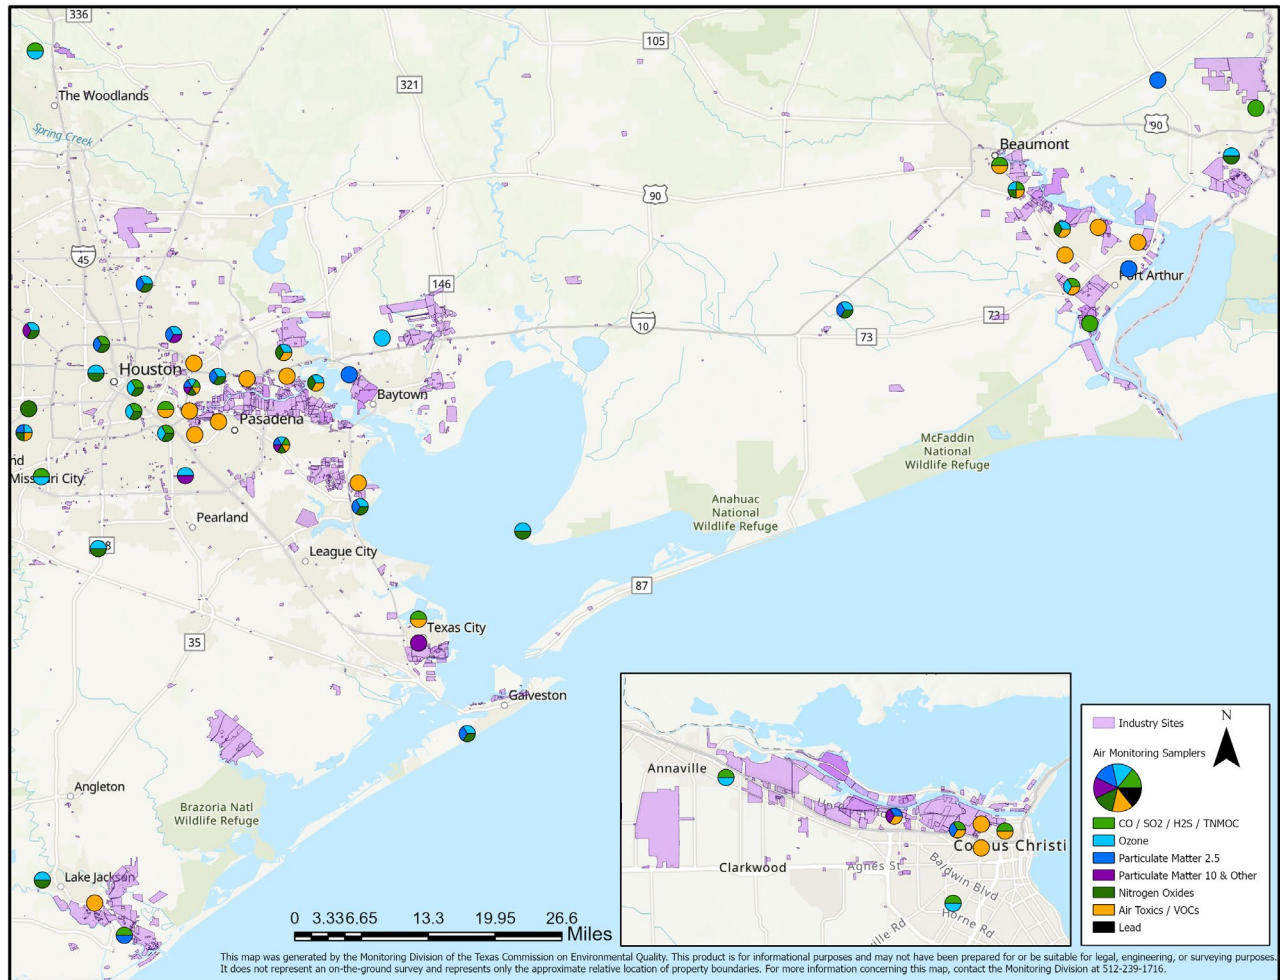 336
105
The Woodlands
321
Spring Creek
90
Beaumont
90
45
146
Port Arthur
10
73
73
Houston
Baytown
Pasadena
nd
Missouri City
McFaddin
National
Wildlife Refuge
Anahuac
National
Wildlife Refuge
Pearland
League City
87
Texas City
35
Galveston
Angleton
Brazoria Natl
Wildlife Refuge
Lake Jackson
Annaville
Corpus Christi
Clarkwood
Agnes St
Baldwin Blvd
Horne Rd
ille Rd
Industry Sites
N
Air Monitoring Samplers
CO / SO2 / H2S / TNMOC
Ozone
Particulate Matter 2.5
Particulate Matter 10 & Other
Nitrogen Oxides
Air Toxics / VOCs
Lead
0 3.336.65 13.3 19.95 26.6
Miles
This map was generated by the Monitoring Division of the Texas Commission on Environmental Quality. This product is for informational purposes and may not have been prepared for or be suitable for legal, engineering, or surveying purposes.
It does not represent an on-the-ground survey and represents only the approximate relative location of property boundaries. For more information concerning this map, contact the Monitoring Division at 512-239-1716.